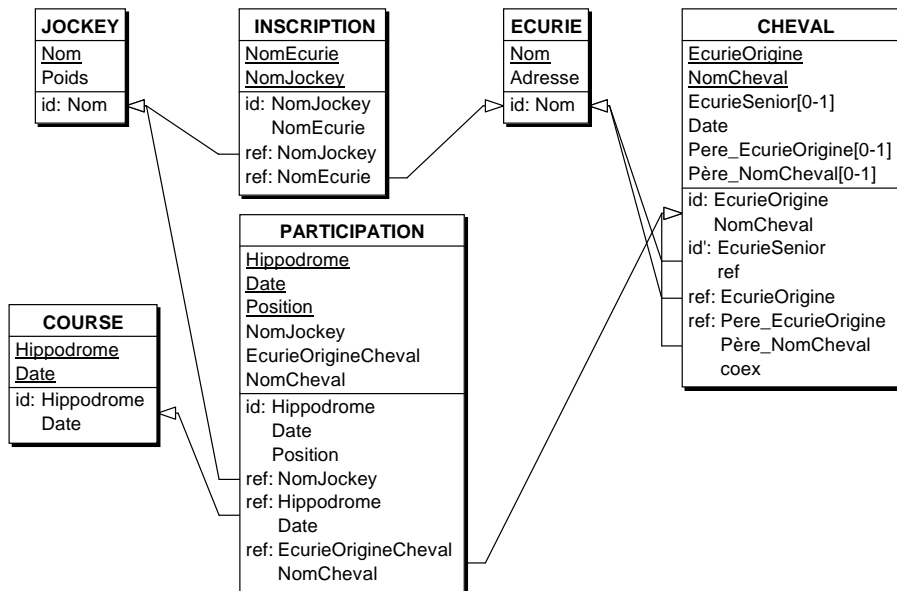 JOCKEY
Nom
Poids
id: Nom
INSCRIPTION
NomEcurie
NomJockey
id: NomJockey
NomEcurie
ref: NomJockey
ref: NomEcurie
ECURIE
Nom
Adresse
id: Nom
CHEVAL
EcurieOrigine
NomCheval
EcurieSenior[0-1]
Date
Pere_EcurieOrigine[0-1]
Père_NomCheval[0-1]
id: EcurieOrigine
NomCheval
id': EcurieSenior
ref
ref: EcurieOrigine
ref: Pere_EcurieOrigine
Père_NomCheval
coex
COURSE
Hippodrome
Date
id: Hippodrome
Date
PARTICIPATION
Hippodrome
Date
Position
NomJockey
EcurieOrigineCheval
NomCheval
id: Hippodrome
Date
Position
ref: NomJockey
ref: Hippodrome
Date
ref: EcurieOrigineCheval
NomCheval